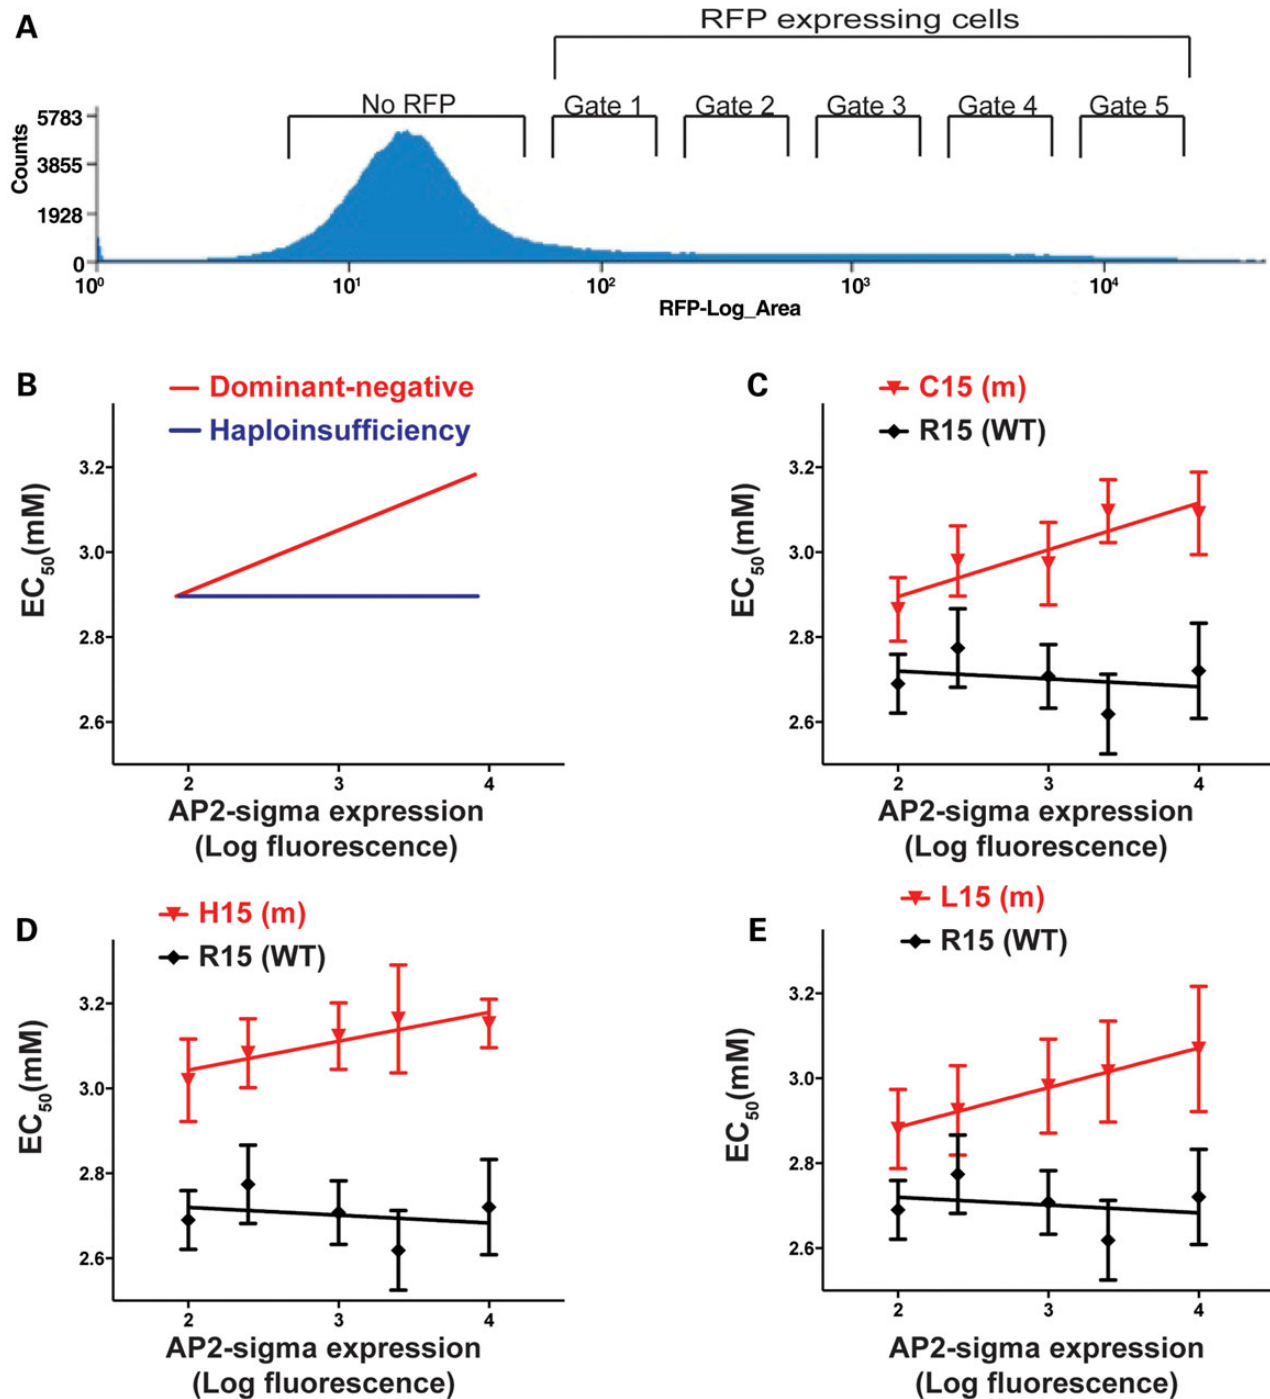 A
RFP expressing cells
No RFP
Gate 1
Gate 2
Gate 3
Gate 4
Gate 5
Counts
5783
3855
1928
0
10⁰
10¹
10²
10³
10⁴
RFP-Log_Area
B
Dominant-negative
Haploinsufficiency
EC₅₀(mM)
3.2
3.0
2.8
2.6
2
3
4
AP2-sigma expression
(Log fluorescence)
C
C15 (m)
R15 (WT)
EC₅₀(mM)
3.2
3.0
2.8
2.6
2
3
4
AP2-sigma expression
(Log fluorescence)
D
H15 (m)
R15 (WT)
EC₅₀(mM)
3.2
3.0
2.8
2.6
2
3
4
AP2-sigma expression
(Log fluorescence)
E
L15 (m)
R15 (WT)
EC₅₀(mM)
3.2
3.0
2.8
2.6
2
3
4
AP2-sigma expression
(Log fluorescence)